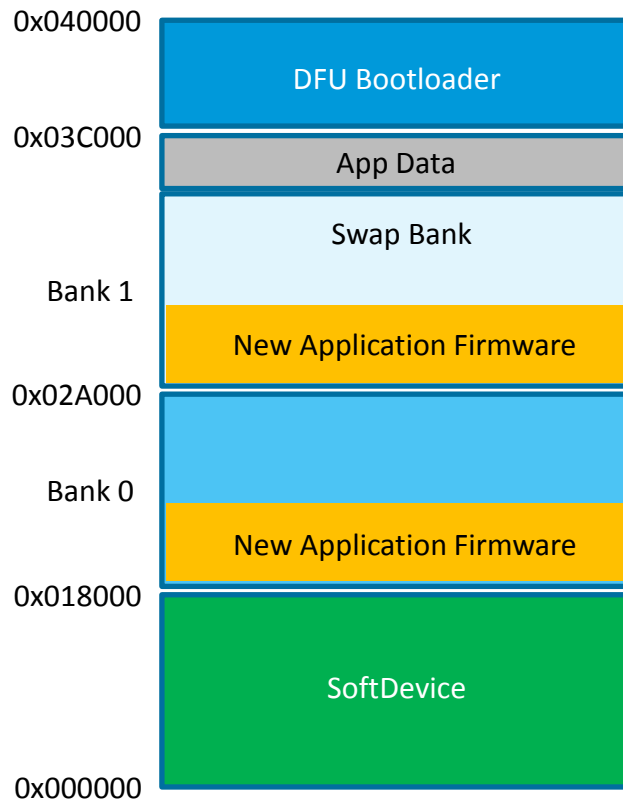 0x040000
DFU Bootloader
0x03C000
App Data
Swap Bank
Bank 1
New Application Firmware
0x02A000
Bank 0
New Application Firmware
0x018000
SoftDevice
0x000000